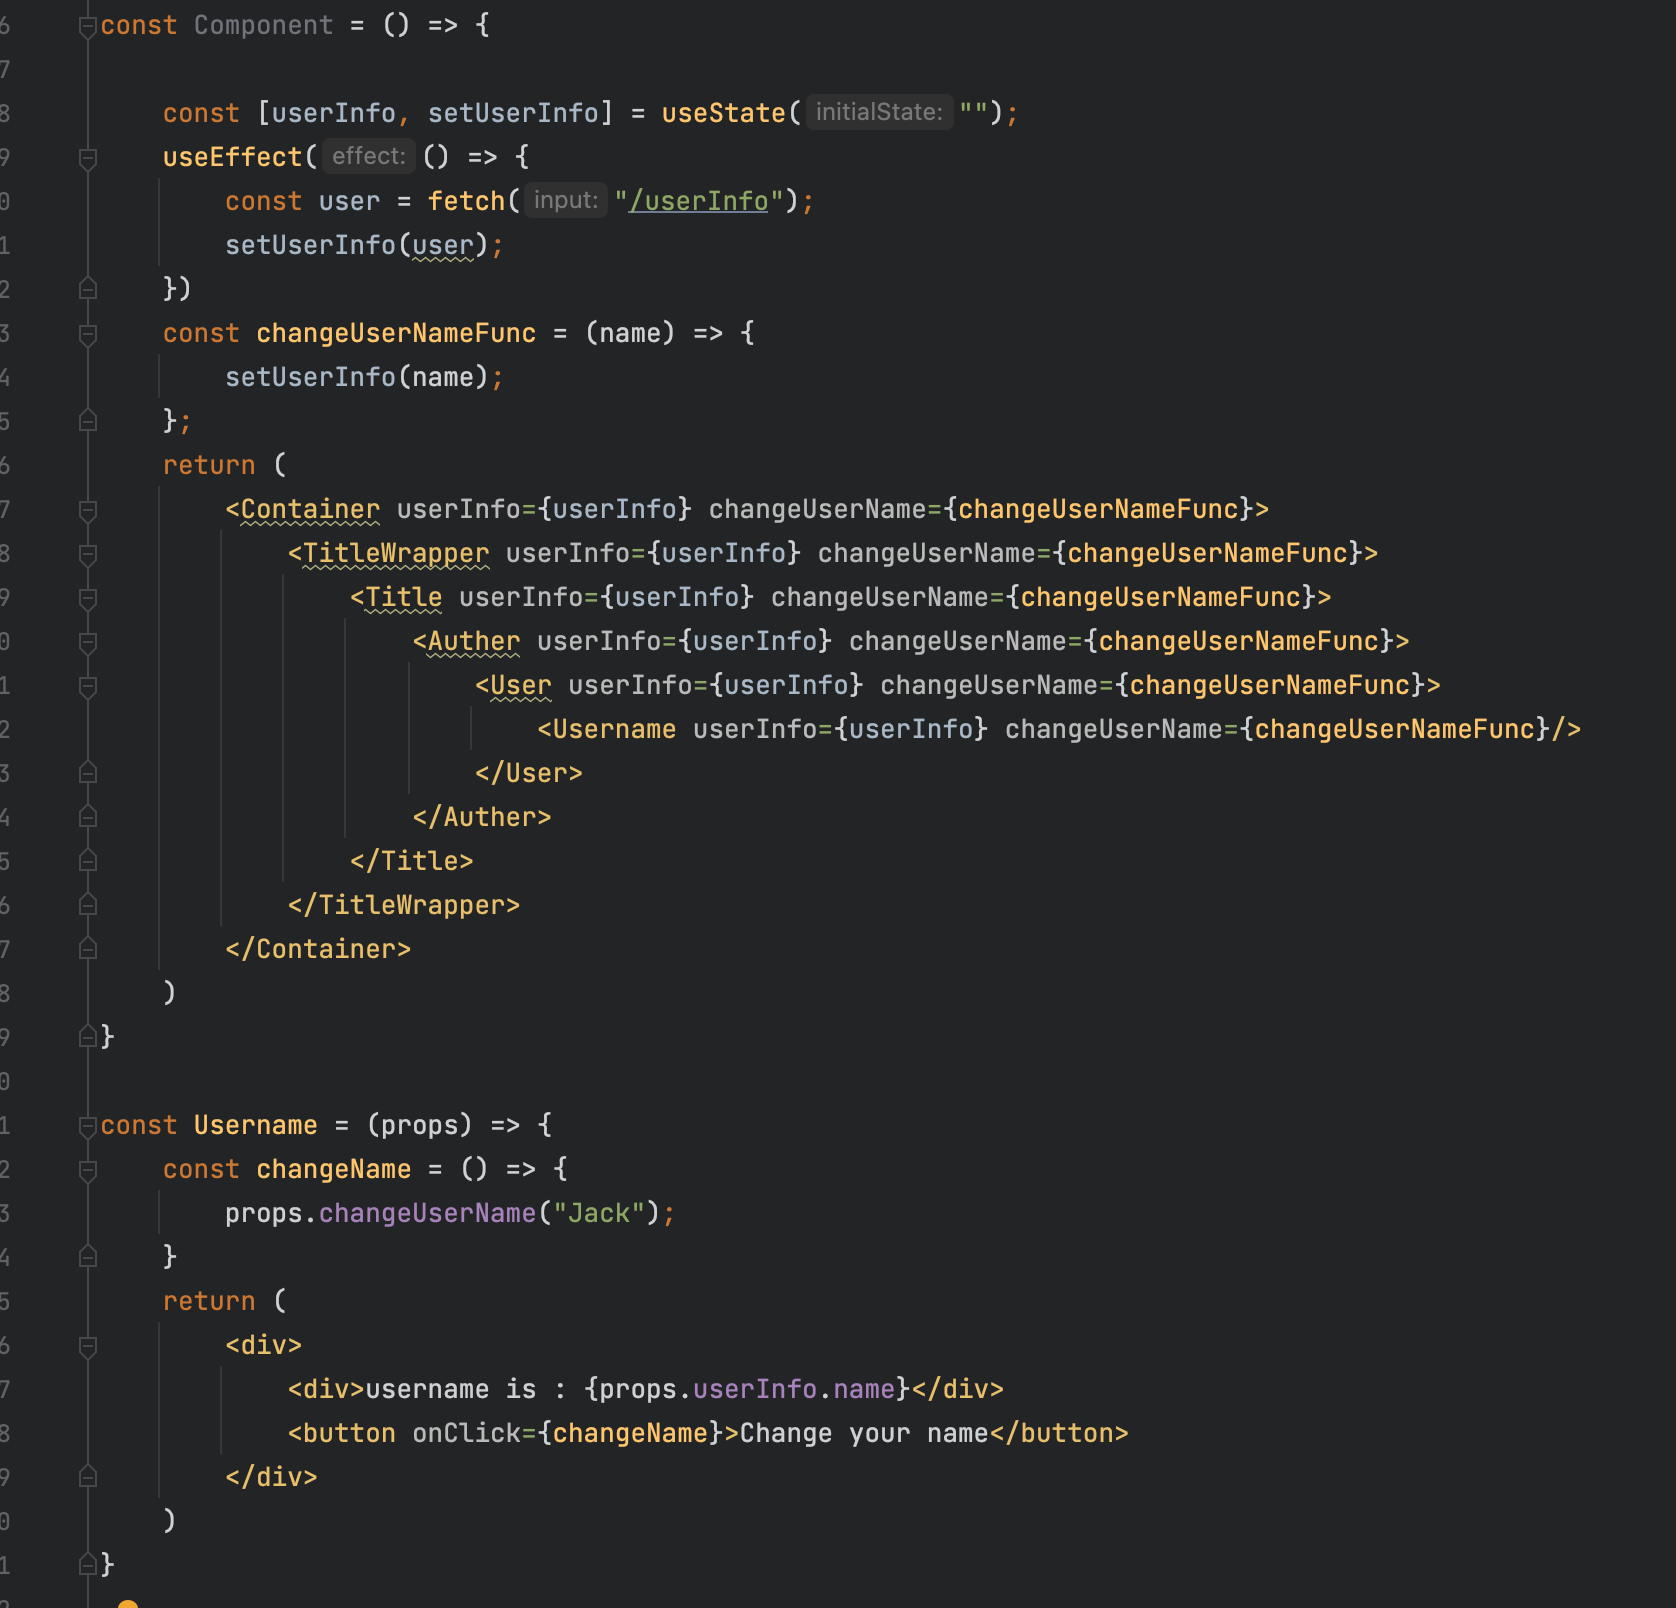 6 const Component = () => {
7
8 const [userInfo, setUserInfo] = useState( initialState: "");
9 useEffect( effect: () => {
0 const user = fetch( input: "/userInfo");
1 setUserInfo(user);
2 })
3 const changeUserNameFunc = (name) => {
4 setUserInfo(name);
5 };
6 return (
7 <Container userInfo={userInfo} changeUserName={changeUserNameFunc}>
8 <TitleWrapper userInfo={userInfo} changeUserName={changeUserNameFunc}>
9 <Title userInfo={userInfo} changeUserName={changeUserNameFunc}>
0 <Auther userInfo={userInfo} changeUserName={changeUserNameFunc}>
1 <User userInfo={userInfo} changeUserName={changeUserNameFunc}>
2 <Username userInfo={userInfo} changeUserName={changeUserNameFunc}/>
3 </User>
4 </Auther>
5 </Title>
6 </TitleWrapper>
7 </Container>
8 )
9 }
0
1 const Username = (props) => {
2 const changeName = () => {
3 props.changeUserName("Jack");
4 }
5 return (
6 <div>
7 <div>username is : {props.userInfo.name}</div>
8 <button onClick={changeName}>Change your name</button>
9 </div>
0 )
1 }
2